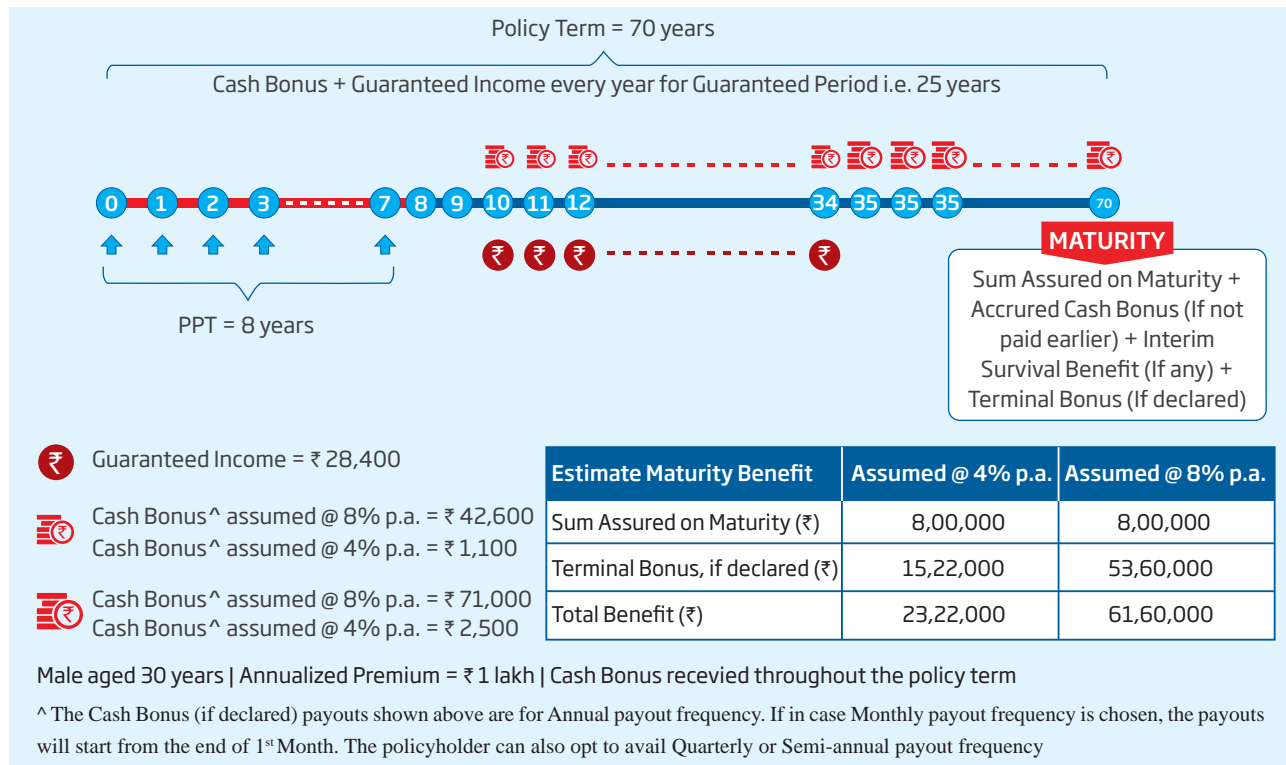 Policy Term = 70 years
Cash Bonus + Guaranteed Income every year for Guaranteed Period i.e. 25 years
0 1 2 3 7 8 9 10 11 12 34 35 35 35 70
PPT = 8 years
MATURITY
Sum Assured on Maturity +
Accrured Cash Bonus (If not
paid earlier) + Interim
Survival Benefit (If any) +
Terminal Bonus (If declared)
₹ Guaranteed Income = ₹ 28,400
Cash Bonus^ assumed @ 8% p.a. = ₹ 42,600
Cash Bonus^ assumed @ 4% p.a. = ₹ 1,100
Cash Bonus^ assumed @ 8% p.a. = ₹ 71,000
Cash Bonus^ assumed @ 4% p.a. = ₹ 2,500
Estimate Maturity Benefit Assumed @ 4% p.a. Assumed @ 8% p.a.
Sum Assured on Maturity (₹) 8,00,000 8,00,000
Terminal Bonus, if declared (₹) 15,22,000 53,60,000
Total Benefit (₹) 23,22,000 61,60,000
Male aged 30 years | Annualized Premium = ₹ 1 lakh | Cash Bonus recevied throughout the policy term
^ The Cash Bonus (if declared) payouts shown above are for Annual payout frequency. If in case Monthly payout frequency is chosen, the payouts
will start from the end of 1st Month. The policyholder can also opt to avail Quarterly or Semi-annual payout frequency